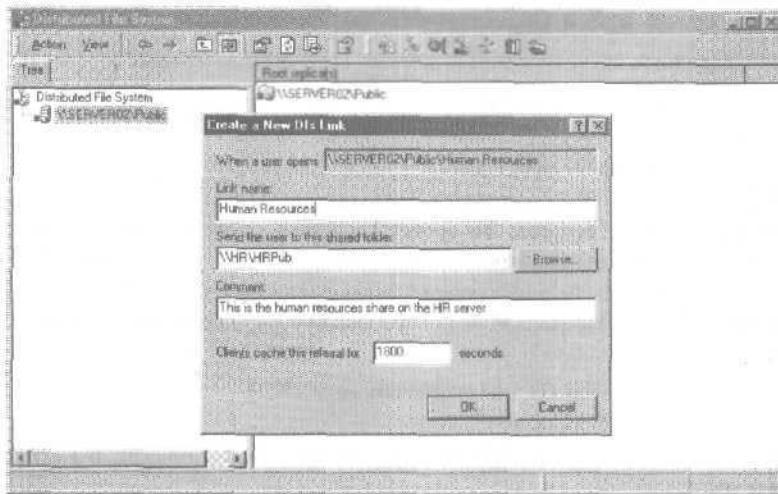 Distributed File System
Action View
Tree
Root replica(s)
Distributed File System
\\SERVER02\Public
\\SERVER02\Public
Create a New Dfs Link
When a user opens: \\SERVER02\Public\Human Resources
Link name:
Human Resources
Send the user to this shared folder:
\\HR\HRPub
Browse...
Comment:
This is the human resources share on the HR server
Clients cache this referral for 1800 seconds
OK Cancel